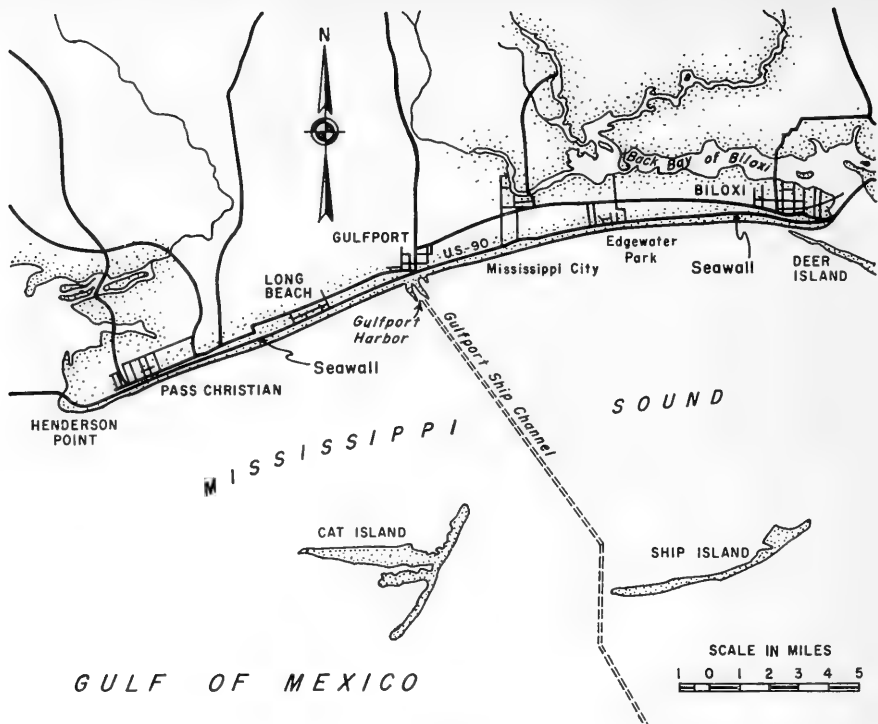 N
Back Bay of Biloxi
BILOXI
GULFPORT
US-90
Edgewater
Park
Mississippi City
Seawall
DEER
ISLAND
LONG
BEACH
Gulfport
Harbor
Gulfport Ship Channel
Seawall
PASS CHRISTIAN
HENDERSON
POINT
MISSISSIPPI SOUND
CAT ISLAND
SHIP ISLAND
SCALE IN MILES
1 0 1 2 3 4 5
GULF OF MEXICO